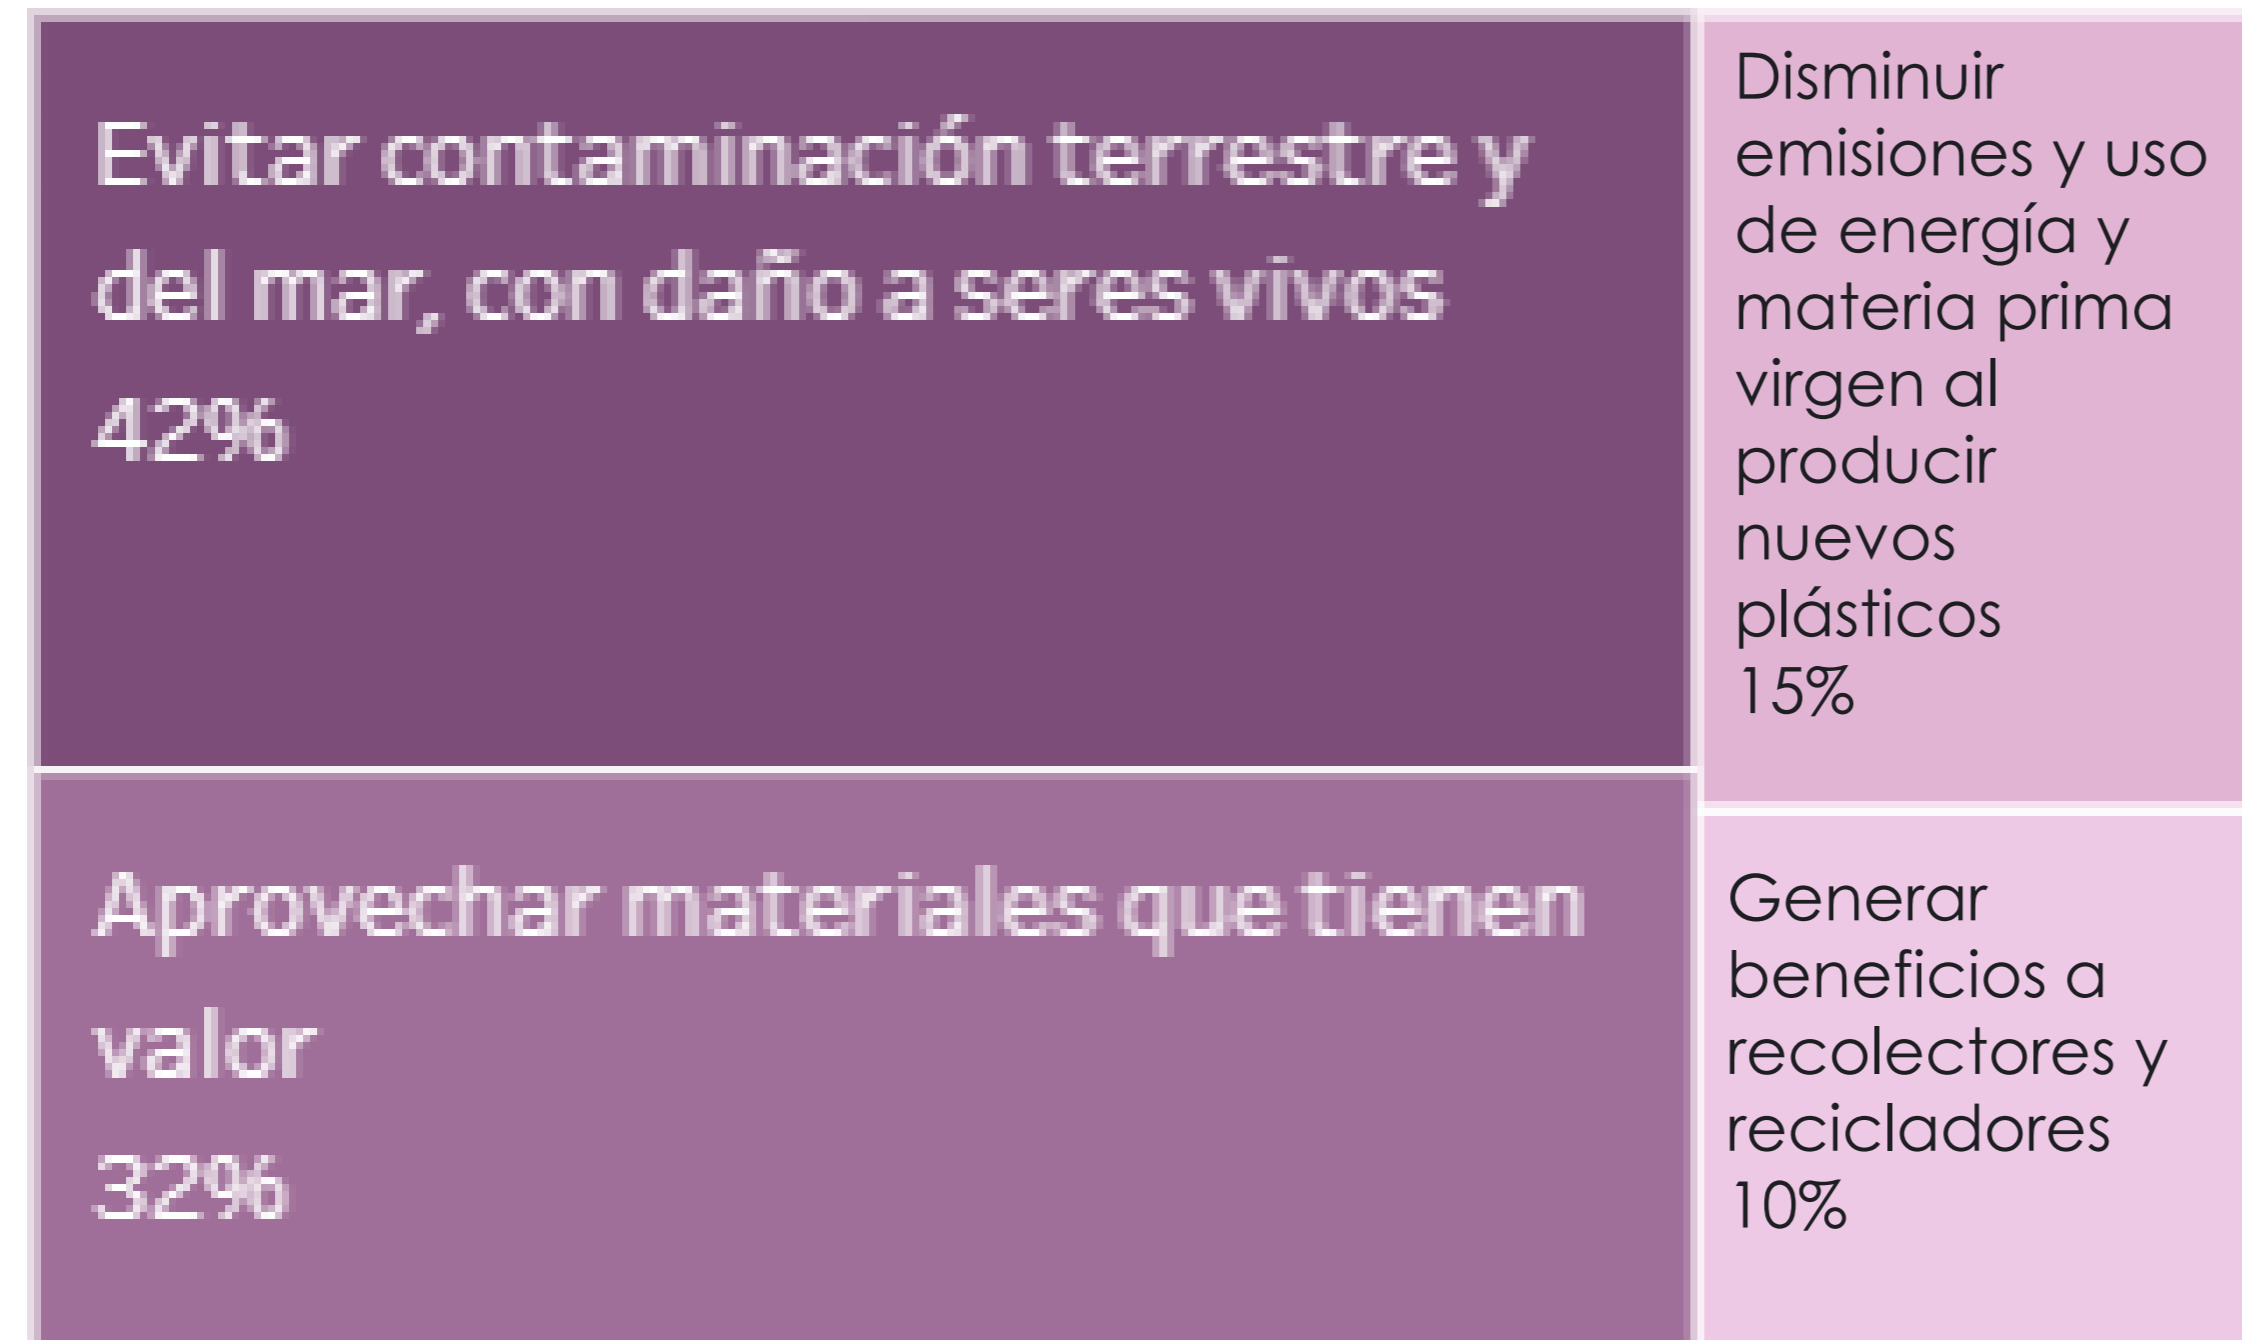 Evitar contaminación terrestre y
del mar, con daño a seres vivos
42%
Aprovechar materiales que tienen
valor
32%
Disminuir
emisiones y uso
de energía y
materia prima
virgen al
producir
nuevos
plásticos
15%
Generar
beneficios a
recolectores y
recicladores
10%